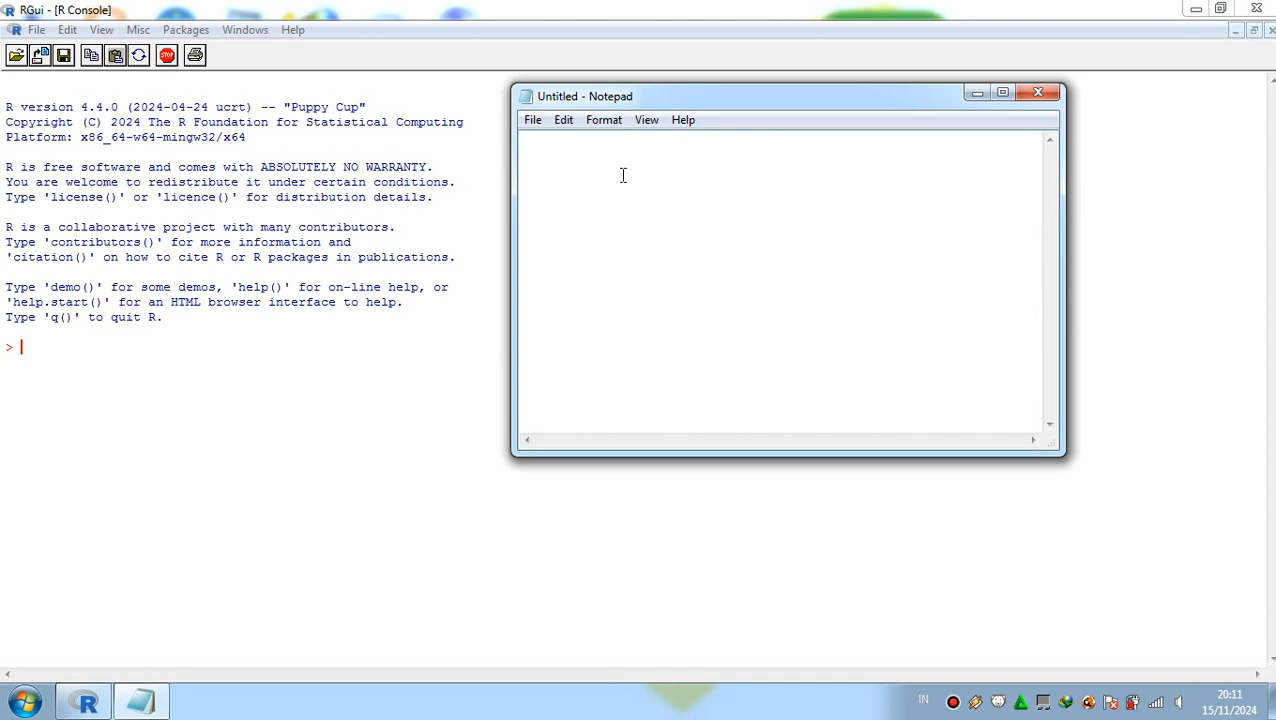 RGui - [R Console]
File Edit View Misc Packages Windows Help
STOP
R version 4.4.0 (2024-04-24 ucrt) -- "Puppy Cup"
Copyright (C) 2024 The R Foundation for Statistical Computing
Platform: x86_64-w64-mingw32/x64
R is free software and comes with ABSOLUTELY NO WARRANTY.
You are welcome to redistribute it under certain conditions.
Type 'license()' or 'licence()' for distribution details.
R is a collaborative project with many contributors.
Type 'contributors()' for more information and
'citation()' on how to cite R or R packages in publications.
Type 'demo()' for some demos, 'help()' for on-line help, or
'help.start()' for an HTML browser interface to help.
Type 'q()' to quit R.
>
Untitled - Notepad
File Edit Format View Help
IN
20:11
15/11/2024